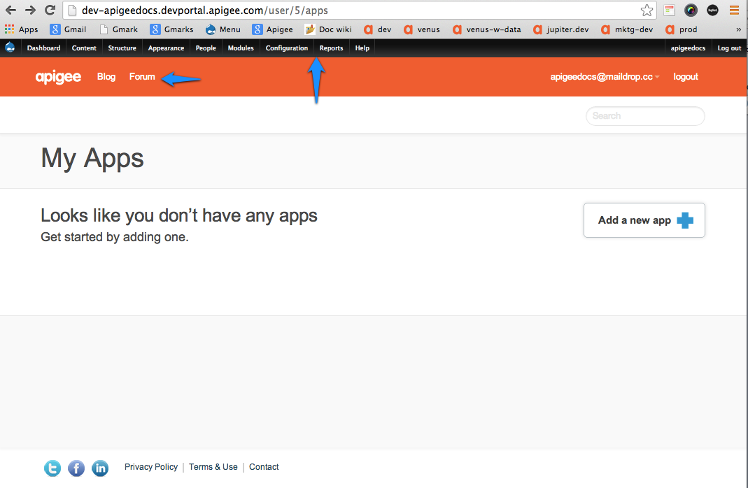 dev-apigeedocs.devportal.apigee.com/user/5/apps
Apps Gmail Gmark Gmarks Menu Apigee Doc wiki dev venus venus-w-data jupiter.dev mktg-dev prod »
Dashboard Content Structure Appearance People Modules Configuration Reports Help apigeedocs Log out
apigee Blog Forum apigeedocs@maildrop.cc logout
Search
My Apps
Looks like you don't have any apps
Get started by adding one.
Add a new app
Privacy Policy | Terms & Use | Contact